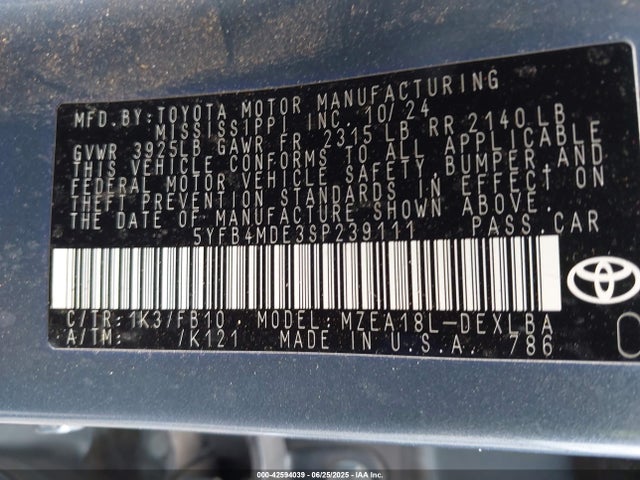 MFD. BY: TOYOTA MOTOR MANUFACTURING
MISSISSIPPI INC. 10/24
GVWR 3925LB GAWR FR 2315 LB RR 2140 LB
THIS VEHICLE CONFORMS TO ALL APPLICABLE
FEDERAL MOTOR VEHICLE SAFETY, BUMPER, AND
THEFT PREVENTION STANDARDS IN EFFECT ON
THE DATE OF MANUFACTURE SHOWN ABOVE.
5YFB4MDE3SP239111 PASS. CAR
C/TR: 1K3/FB10 MODEL: MZEA18L-DEXLBA
A/TM: /K121 MADE IN U.S.A. 786
000-42594039 - 06/25/2025 - IAA Inc.